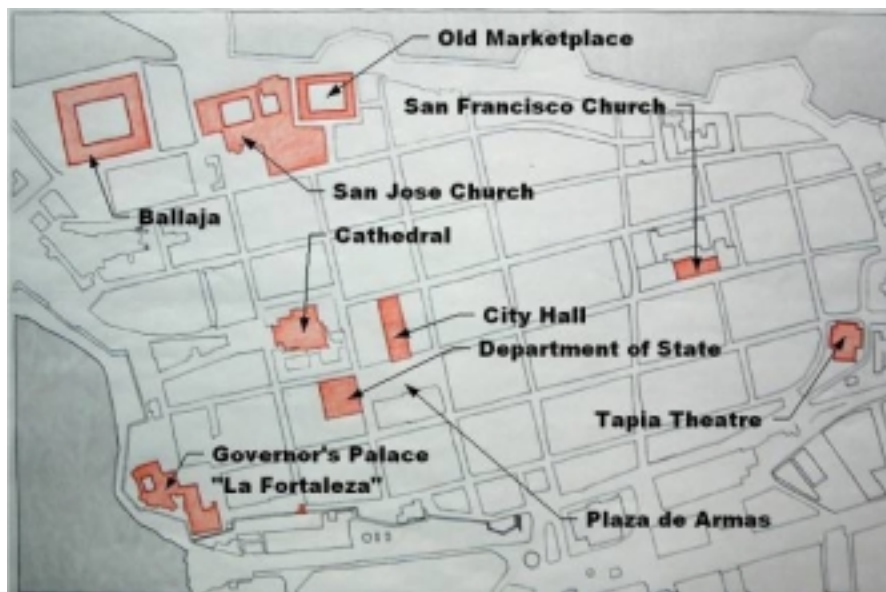 Old Marketplace
San Francisco Church
San Jose Church
Ballaja
Cathedral
City Hall
Department of State
Tapia Theatre
Governor's Palace
"La Fortaleza"
Plaza de Armas